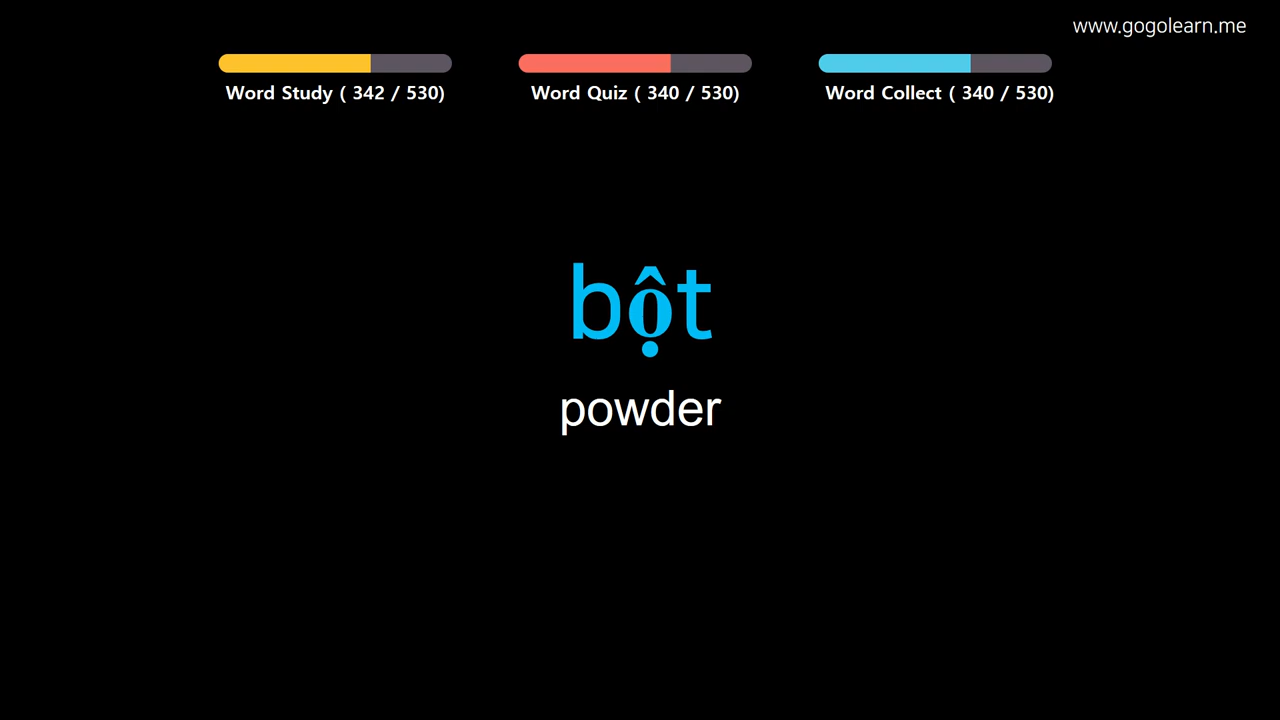 www.gogolearn.me
Word Study ( 342 / 530)
Word Quiz ( 340 / 530)
Word Collect ( 340 / 530)
bột
powder